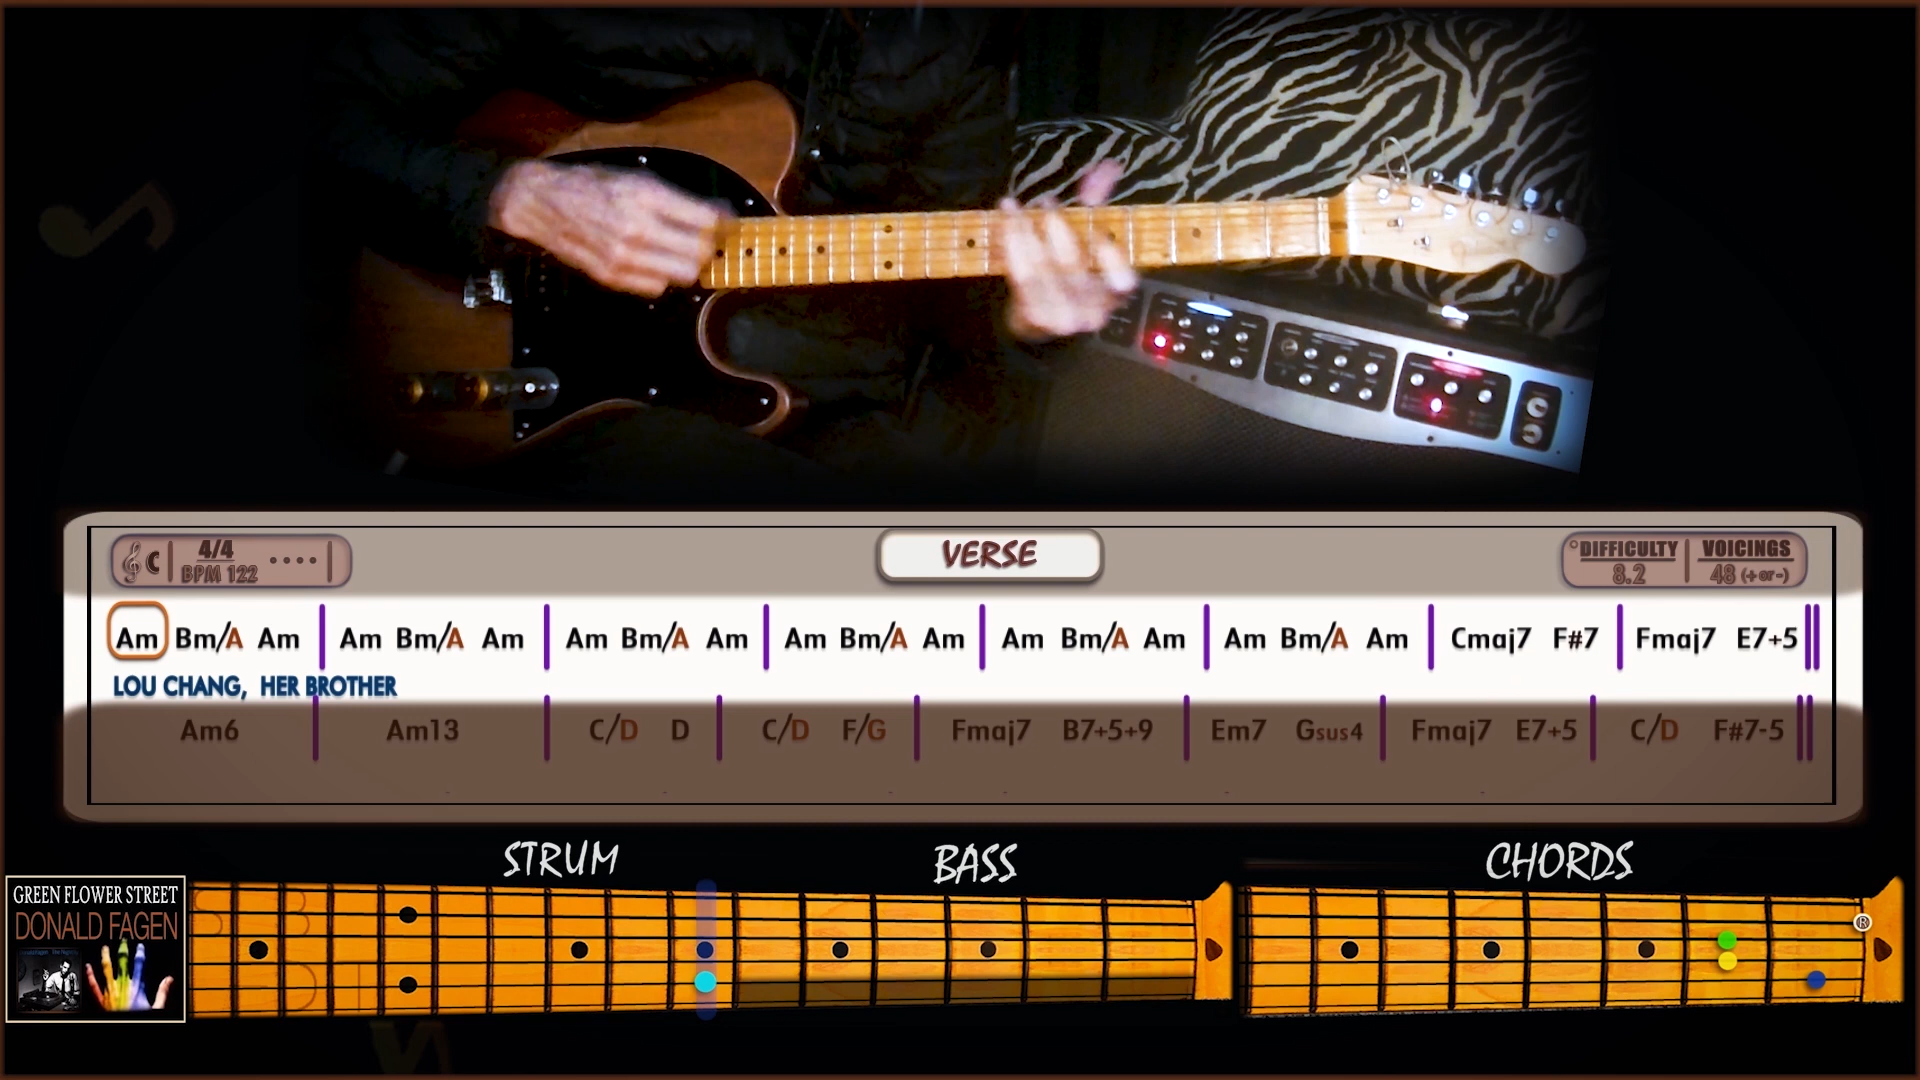 VERSE
4/4
BPM 122
DIFFICULTY
8.2
VOICINGS
48 (+or-)
Am Bm/A Am | Am Bm/A Am | Am Bm/A Am | Am Bm/A Am | Am Bm/A Am | Am Bm/A Am | Cmaj7 F#7 | Fmaj7 E7+5
LOU CHANG, HER BROTHER
Am6 | Am13 | C/D D | C/D F/G | Fmaj7 B7+5+9 | Em7 Gsus4 | Fmaj7 E7+5 | C/D F#7-5
STRUM BASS CHORDS
GREEN FLOWER STREET
DONALD FAGEN
®